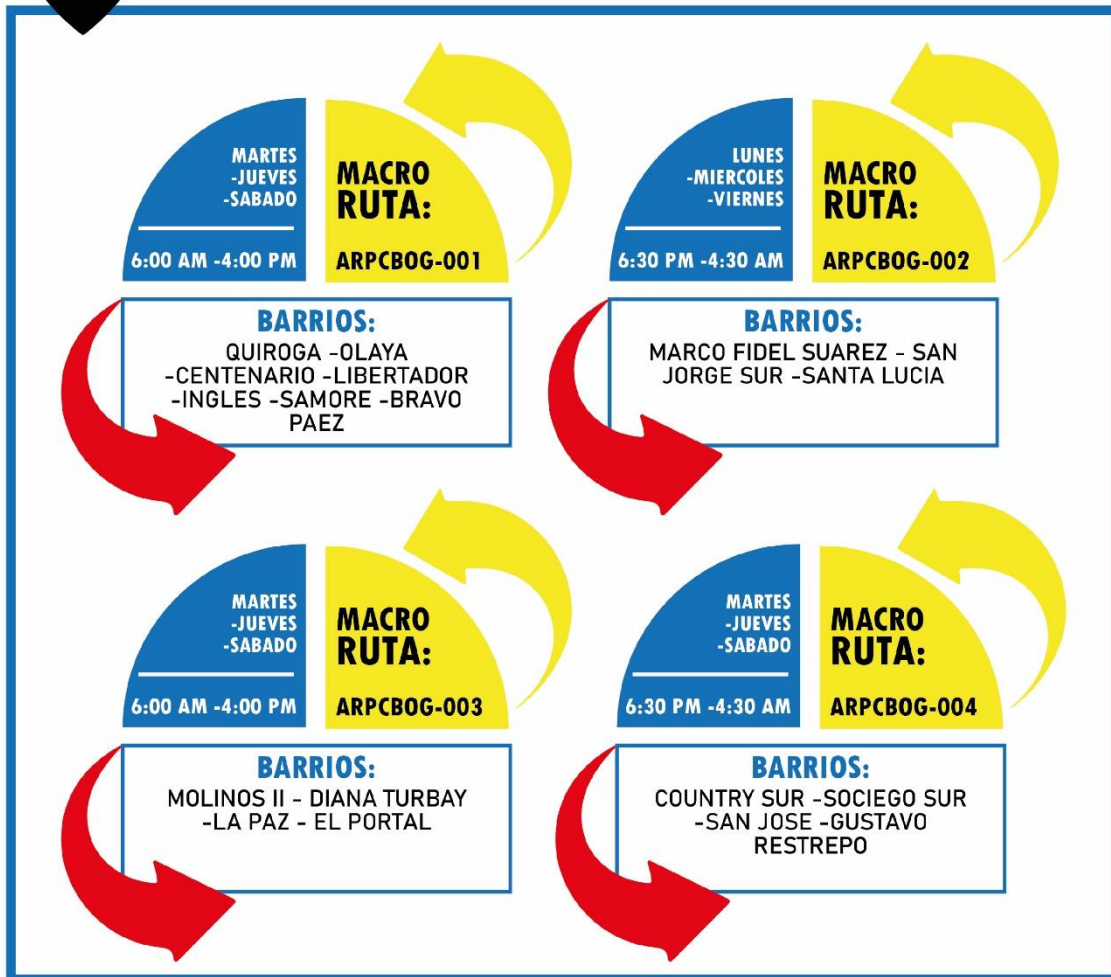 MARTES
-JUEVES
-SABADO
6:00 AM -4:00 PM
MACRO
RUTA:
ARPCBOG-001
BARRIOS:
QUIROGA -OLAYA
-CENTENARIO -LIBERTADOR
-INGLES -SAMORE -BRAVO
PAEZ
LUNES
-MIERCOLES
-VIERNES
6:30 PM -4:30 AM
MACRO
RUTA:
ARPCBOG-002
BARRIOS:
MARCO FIDEL SUAREZ - SAN
JORGE SUR -SANTA LUCIA
MARTES
-JUEVES
-SABADO
6:00 AM -4:00 PM
MACRO
RUTA:
ARPCBOG-003
BARRIOS:
MOLINOS II - DIANA TURBAY
-LA PAZ - EL PORTAL
MARTES
-JUEVES
-SABADO
6:30 PM -4:30 AM
MACRO
RUTA:
ARPCBOG-004
BARRIOS:
COUNTRY SUR -SOCIEGO SUR
-SAN JOSE -GUSTAVO
RESTREPO